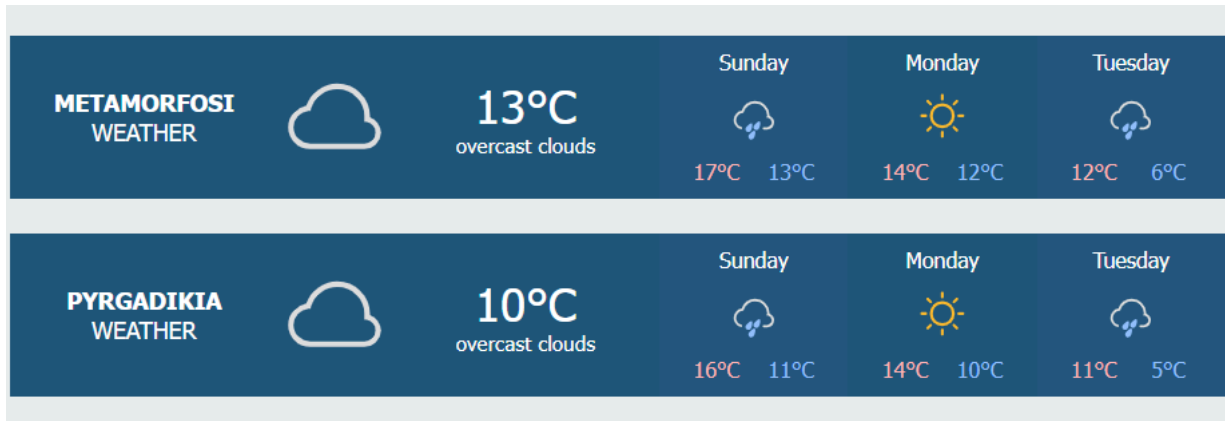 METAMORFOSI
WEATHER
13°C
overcast clouds
Sunday
17°C 13°C
Monday
14°C 12°C
Tuesday
12°C 6°C
PYRGADIKIA
WEATHER
10°C
overcast clouds
Sunday
16°C 11°C
Monday
14°C 10°C
Tuesday
11°C 5°C